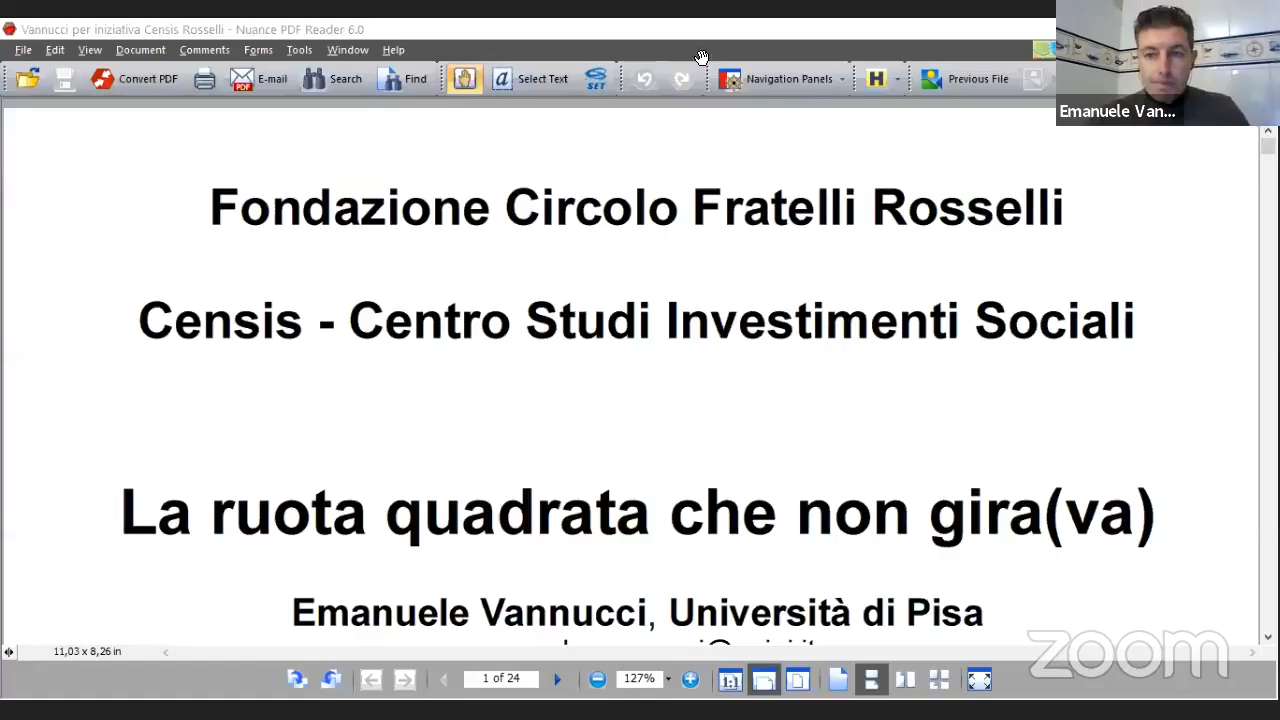 Vannucci per iniziativa Censis Rosselli - Nuance PDF Reader 6.0
File Edit View Document Comments Forms Tools Window Help
Convert PDF E-mail Search Find Select Text SET Navigation Panels H Previous File
Emanuele Van...
Fondazione Circolo Fratelli Rosselli
Censis - Centro Studi Investimenti Sociali
La ruota quadrata che non gira(va)
Emanuele Vannucci, Università di Pisa
11,03 x 8,26 in
zoom
1 of 24 127% 1:1